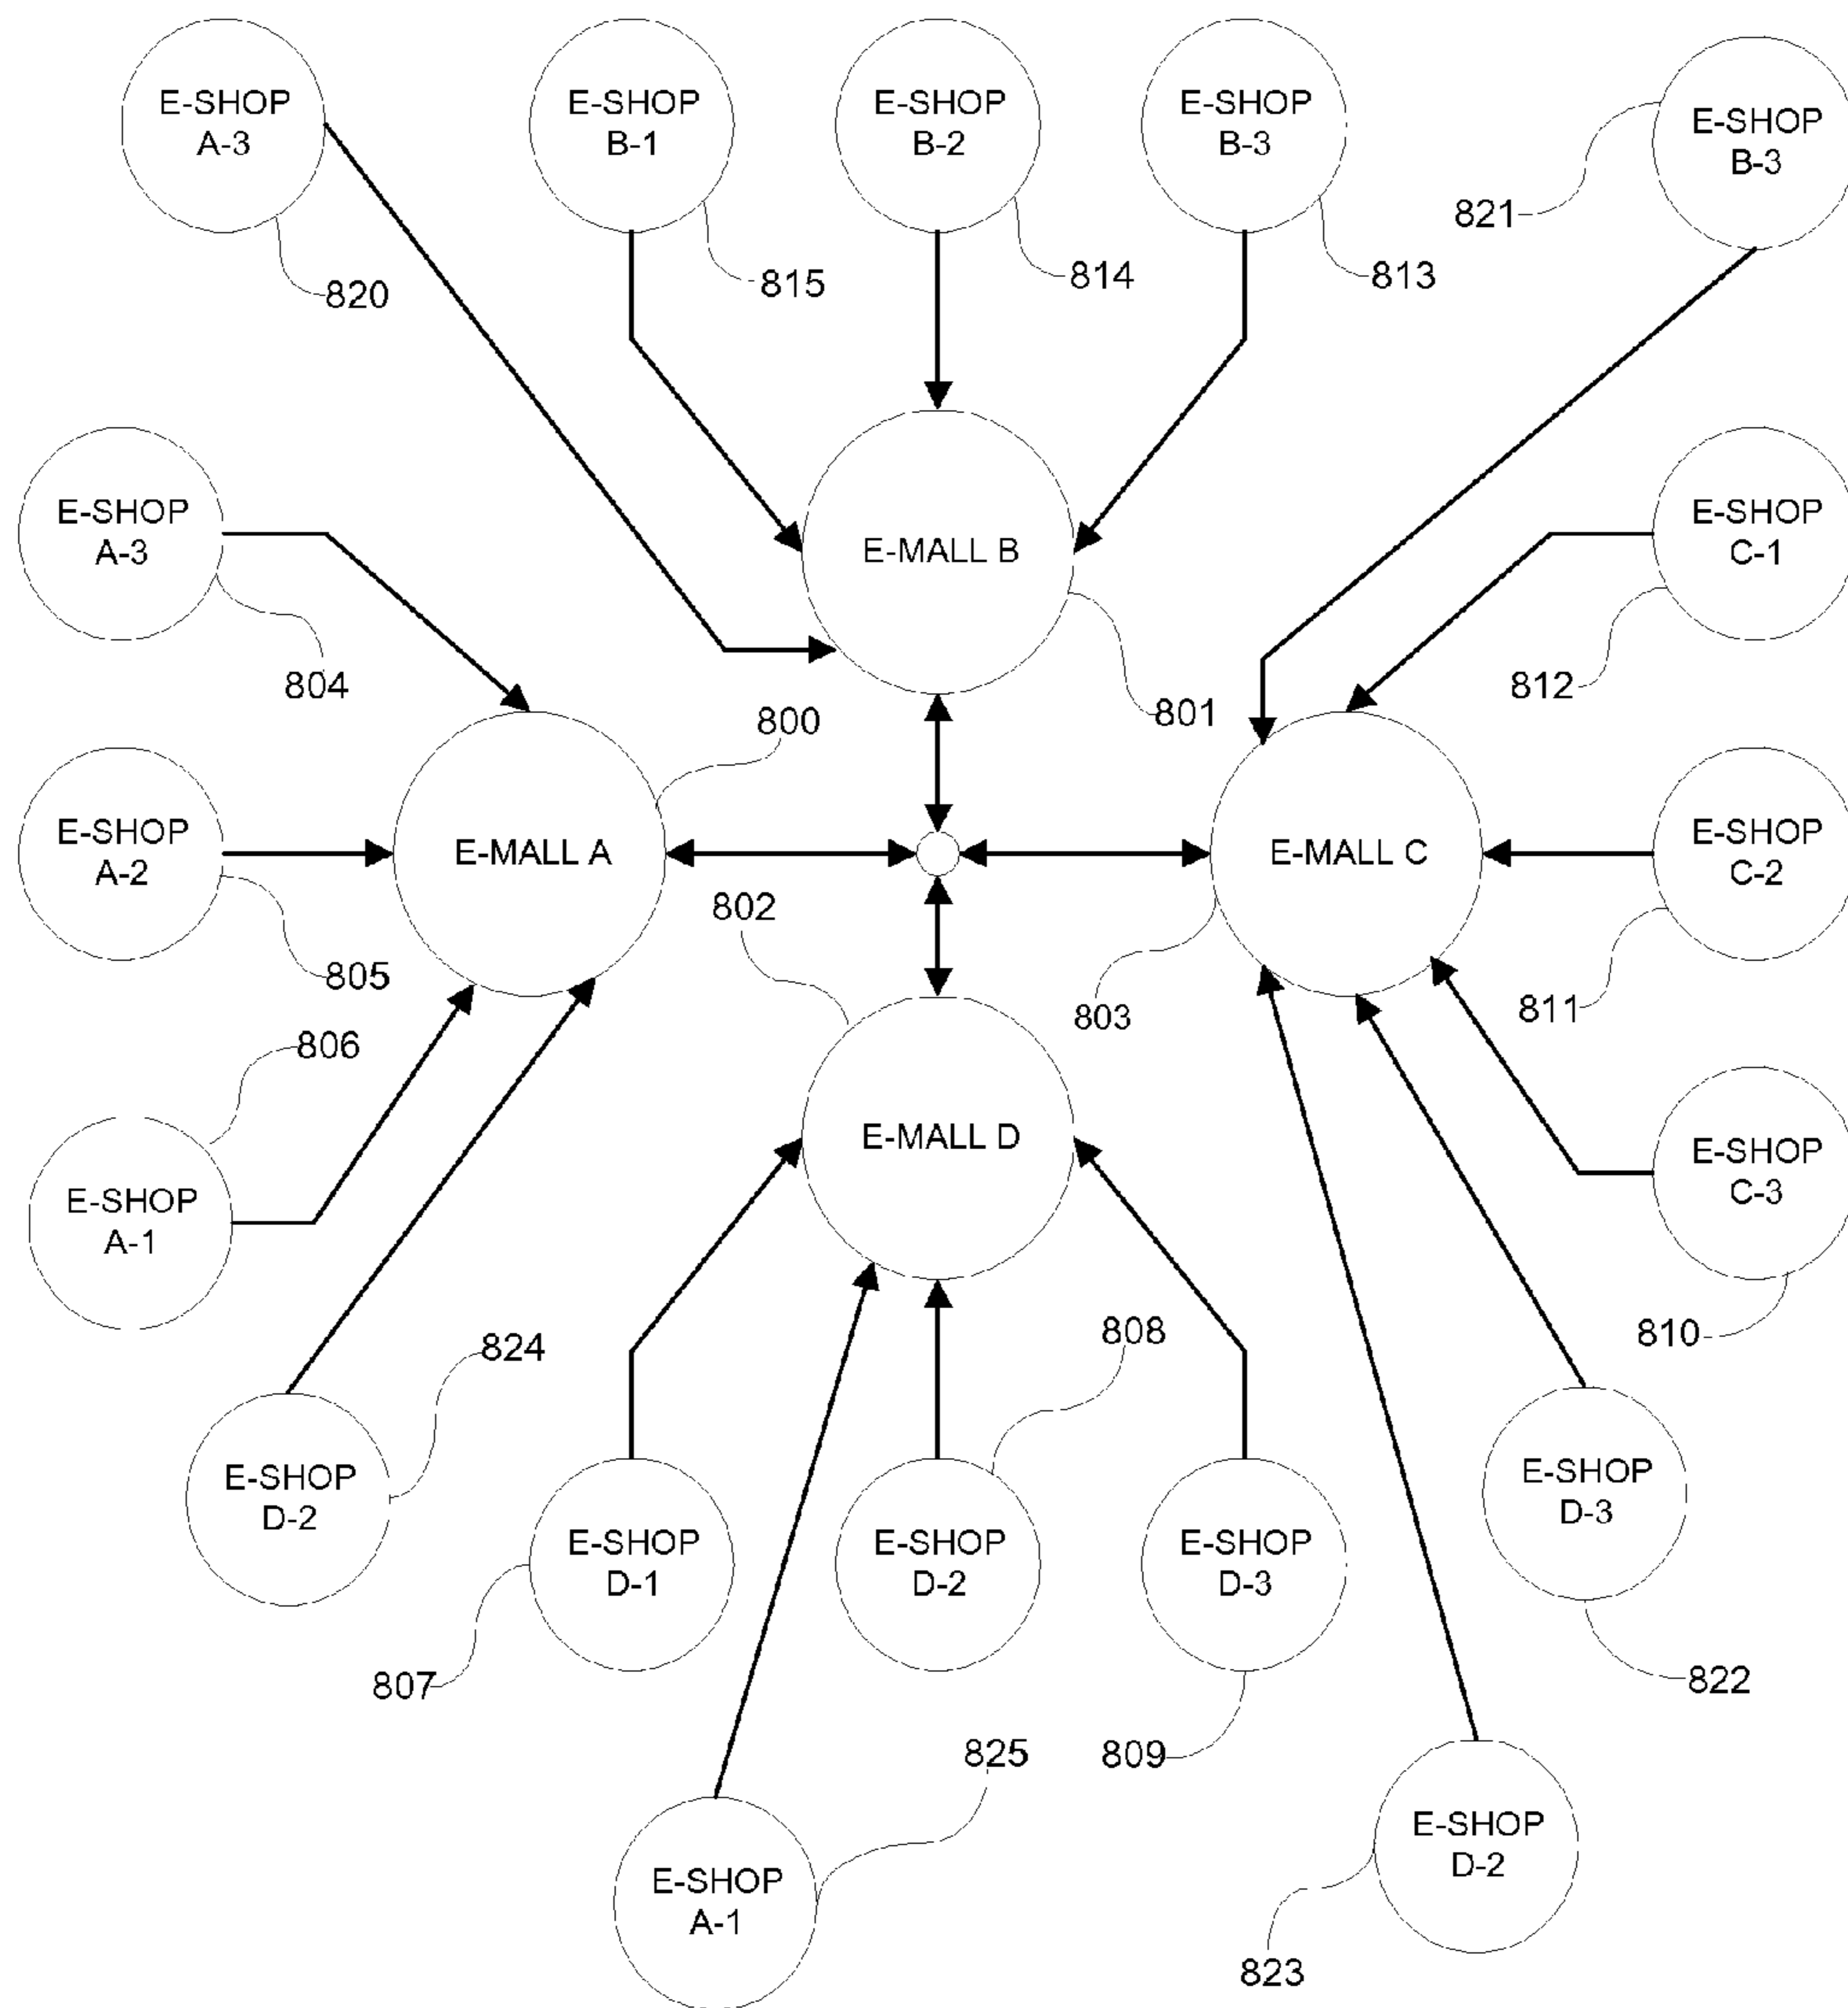 E-SHOP
A-3
E-SHOP
B-1
E-SHOP
B-2
E-SHOP
B-3
E-SHOP
B-3
821
820
815
814
813
E-SHOP
A-3
E-MALL B
E-SHOP
C-1
804
800
801
812
E-SHOP
A-2
E-MALL A
E-MALL C
E-SHOP
C-2
802
805
803
811
806
E-MALL D
E-SHOP
A-1
E-SHOP
C-3
824
808
810
E-SHOP
D-2
E-SHOP
D-1
E-SHOP
D-2
E-SHOP
D-3
E-SHOP
D-3
807
822
825
809
E-SHOP
A-1
E-SHOP
D-2
823